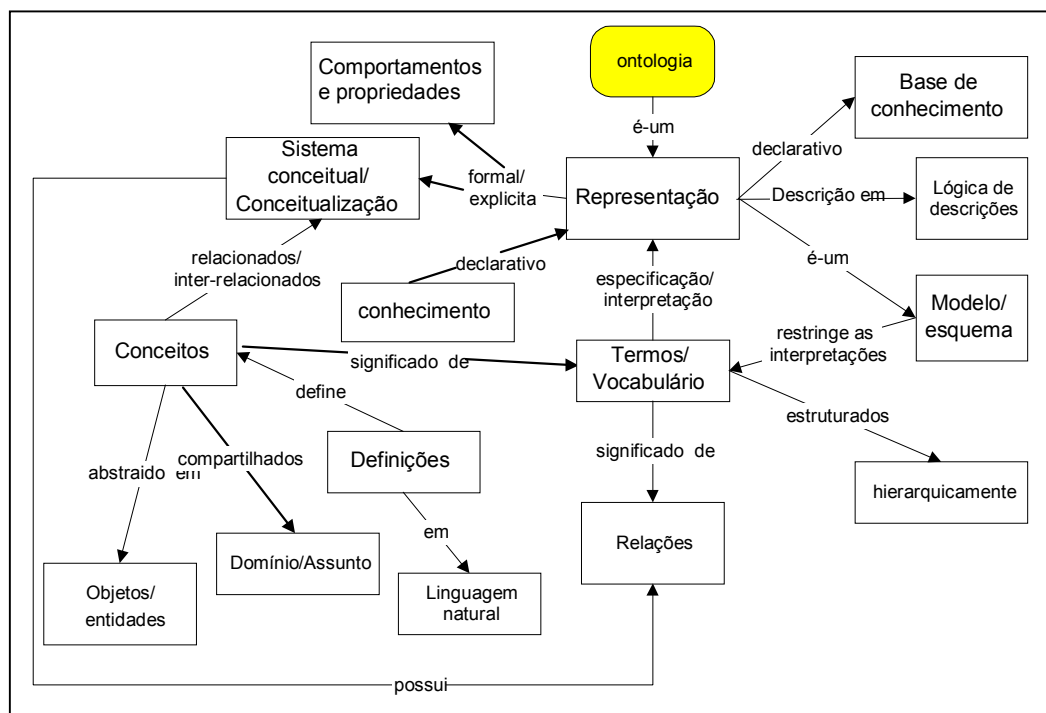 ontologia
Comportamentos
e propriedades
Base de
conhecimento
é-um
declarativo
Sistema
conceitual/
Conceitualização
formal/
explicita
Representação
Descrição em
Lógica de
descrições
relacionados/
inter-relacionados
declarativo
especificação/
interpretação
é-um
conhecimento
Modelo/
esquema
restringe as
interpretações
Conceitos
significado de
Termos/
Vocabulário
define
estruturados
compartilhados
abstraido em
Definições
significado de
hierarquicamente
em
Domínio/Assunto
Relações
Objetos/
entidades
Linguagem
natural
possui